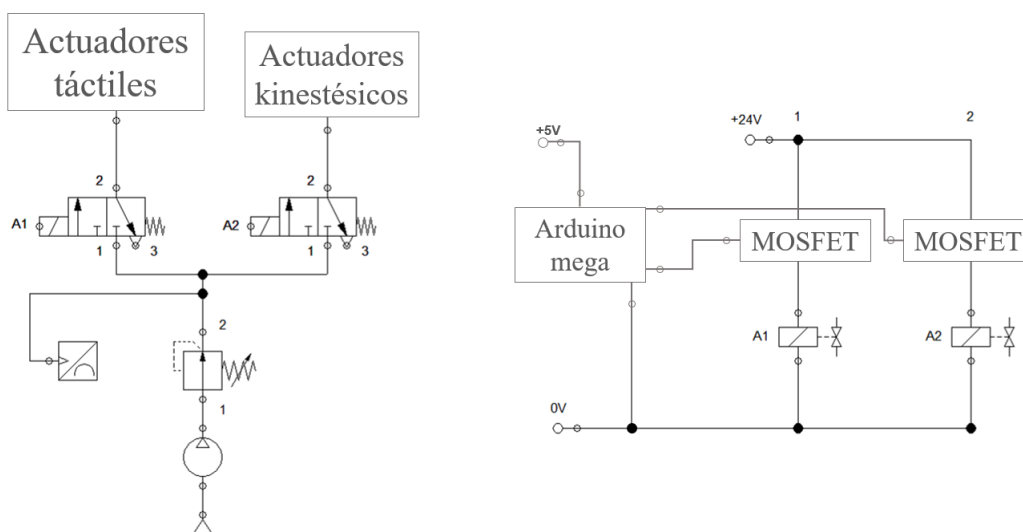 Actuadores
táctiles
Actuadores
kinestésicos
2
2
A1
A2
1
3
1
3
2
1
+24V
1
2
+5V
Arduino
mega
MOSFET
MOSFET
A1
A2
0V